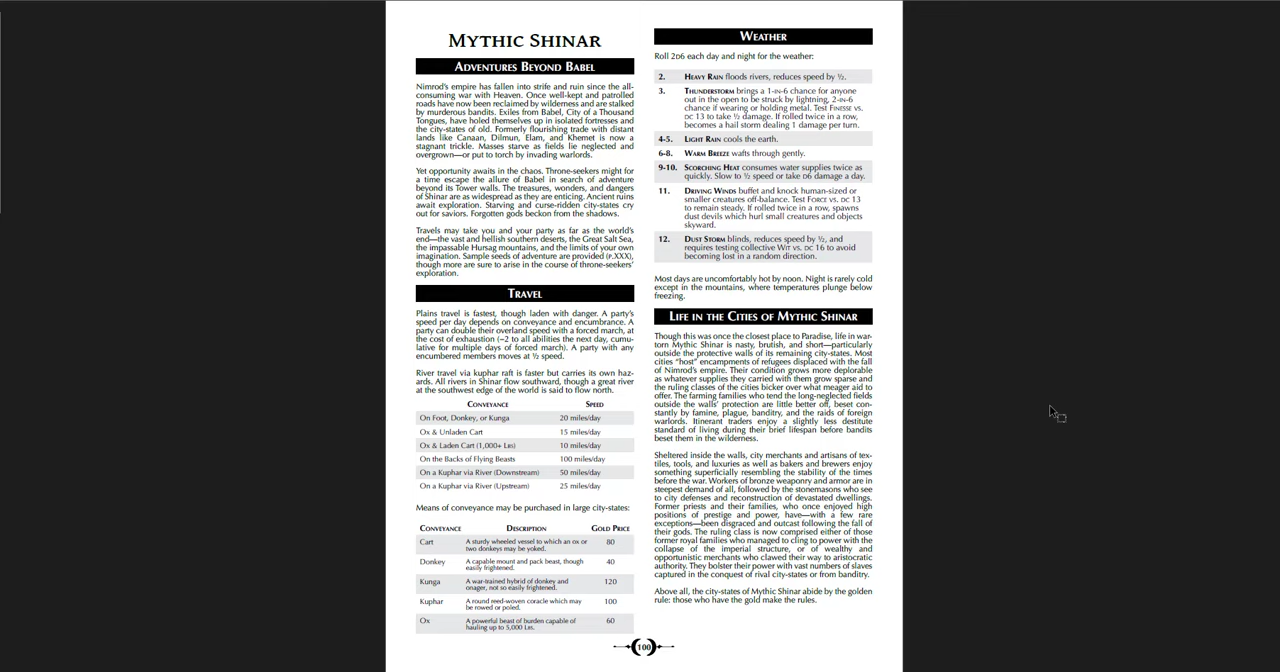 MYTHIC SHINAR
ADVENTURES BEYOND BABEL
Nimrod's empire has fallen into strife and ruin since the all-
consuming war with Heaven. Once well-kept and patrolled
roads have now been reclaimed by wilderness and are stalked
by murderous bandits. Exiles from Babel, City of a Thousand
Tongues, have holed themselves up in isolated fortresses and
the city-states of old. Formerly flourishing trade with distant
lands like Canaan, Dilmun, Elam, and Khemet is now a
stagnant trickle. Masses starve as fields lie neglected and
overgrown—or put to torch by invading warlords.
Yet opportunity awaits in the chaos. Throne-seekers might for
a time escape the allure of Babel in search of adventure
beyond its Tower walls. The treasures, wonders, and dangers
of Shinar are as widespread as they are enticing. Ancient ruins
await exploration. Starving and curse-ridden city-states cry
out for saviors. Forgotten gods beckon from the shadows.
Travels may take you and your party as far as the world's
end—the vast and hellish southern deserts, the Great Salt Sea,
the impassable Hursag mountains, and the limits of your own
imagination. Sample seeds of adventure are provided (P.XXX),
though more are sure to arise in the course of throne-seekers'
exploration.
TRAVEL
Plains travel is fastest, though laden with danger. A party's
speed per day depends on conveyance and encumbrance. A
party can double their overland speed with a forced march, at
the cost of exhaustion (−2 to all abilities the next day, cumu-
lative for multiple days of forced march). A party with any
encumbered members moves at ½ speed.
River travel via kuphar raft is faster but carries its own haz-
ards. All rivers in Shinar flow southward, though a great river
at the southwest edge of the world is said to flow north.
CONVEYANCE SPEED
On Foot, Donkey, or Kunga 20 miles/day
Ox & Unladen Cart 15 miles/day
Ox & Laden Cart (1,000+ LBS) 10 miles/day
On the Backs of Flying Beasts 100 miles/day
On a Kuphar via River (Downstream) 50 miles/day
On a Kuphar via River (Upstream) 25 miles/day
Means of conveyance may be purchased in large city-states:
CONVEYANCE DESCRIPTION GOLD PRICE
Cart A sturdy wheeled vessel to which an ox or 80
two donkeys may be yoked.
Donkey A capable mount and pack beast, though 40
easily frightened.
Kunga A war-trained hybrid of donkey and 120
onager, not so easily frightened.
Kuphar A round reed-woven coracle which may 100
be rowed or poled.
Ox A powerful beast of burden capable of 60
hauling up to 5,000 LBS.
WEATHER
Roll 2D6 each day and night for the weather:
2. HEAVY RAIN floods rivers, reduces speed by ½.
3. THUNDERSTORM brings a 1-IN-6 chance for anyone
out in the open to be struck by lightning, 2-IN-6
chance if wearing or holding metal. Test FINESSE VS.
DC 13 to take ½ damage. If rolled twice in a row,
becomes a hail storm dealing 1 damage per turn.
4-5. LIGHT RAIN cools the earth.
6-8. WARM BREEZE wafts through gently.
9-10. SCORCHING HEAT consumes water supplies twice as
quickly. Slow to ½ speed or take D6 damage a day.
11. DRIVING WINDS buffet and knock human-sized or
smaller creatures off-balance. Test FORCE VS. DC 13
to remain steady. If rolled twice in a row, spawns
dust devils which hurl small creatures and objects
skyward.
12. DUST STORM blinds, reduces speed by ½, and
requires testing collective WIT VS. DC 16 to avoid
becoming lost in a random direction.
Most days are uncomfortably hot by noon. Night is rarely cold
except in the mountains, where temperatures plunge below
freezing.
LIFE IN THE CITIES OF MYTHIC SHINAR
Though this was once the closest place to Paradise, life in war-
torn Mythic Shinar is nasty, brutish, and short—particularly
outside the protective walls of its remaining city-states. Most
cities "host" encampments of refugees displaced with the fall
of Nimrod's empire. Their condition grows more deplorable
as whatever supplies they carried with them grow sparse and
the ruling classes of the cities bicker over what meager aid to
offer. The farming families who tend the long-neglected fields
outside the walls' protection are little better off, beset con-
stantly by famine, plague, banditry, and the raids of foreign
warlords. Itinerant traders enjoy a slightly less destitute
standard of living during their brief lifespan before bandits
beset them in the wilderness.
Sheltered inside the walls, city merchants and artisans of tex-
tiles, tools, and luxuries as well as bakers and brewers enjoy
something superficially resembling the stability of the times
before the war. Workers of bronze weaponry and armor are in
steepest demand of all, followed by the stonemasons who see
to city defenses and reconstruction of devastated dwellings.
Former priests and their families, who once enjoyed high
positions of prestige and power, have—with a few rare
exceptions—been disgraced and outcast following the fall of
their gods. The ruling class is now comprised either of those
former royal families who managed to cling to power with the
collapse of the imperial structure, or of wealthy and
opportunistic merchants who clawed their way to aristocratic
authority. They bolster their power with vast numbers of slaves
captured in the conquest of rival city-states or from banditry.
Above all, the city-states of Mythic Shinar abide by the golden
rule: those who have the gold make the rules.
100